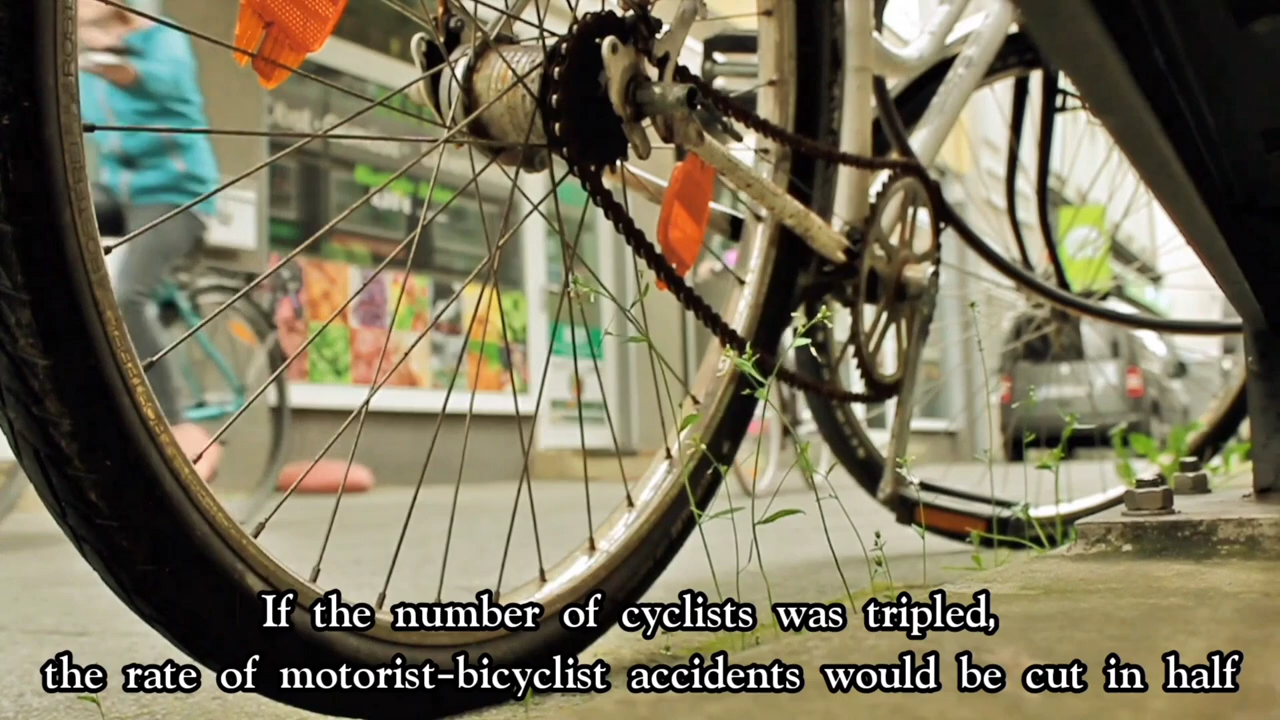 If the number of cyclists was tripled,
the rate of motorist-bicyclist accidents would be cut in half